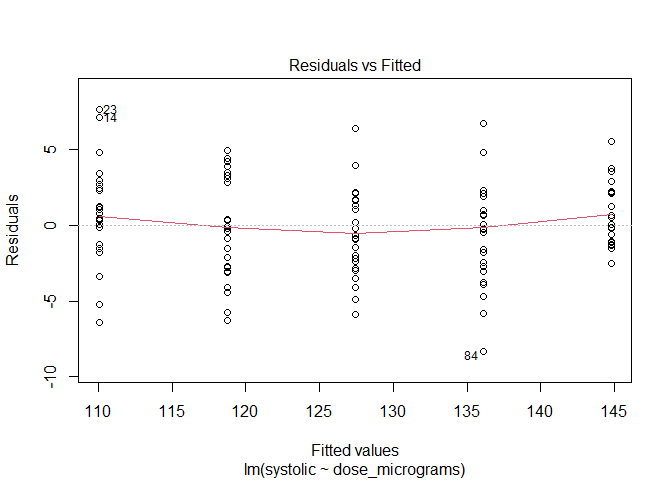 Residuals vs Fitted
Residuals
5
0
-5
-10
23
14
84
110 115 120 125 130 135 140 145
Fitted values
lm(systolic ~ dose_micrograms)